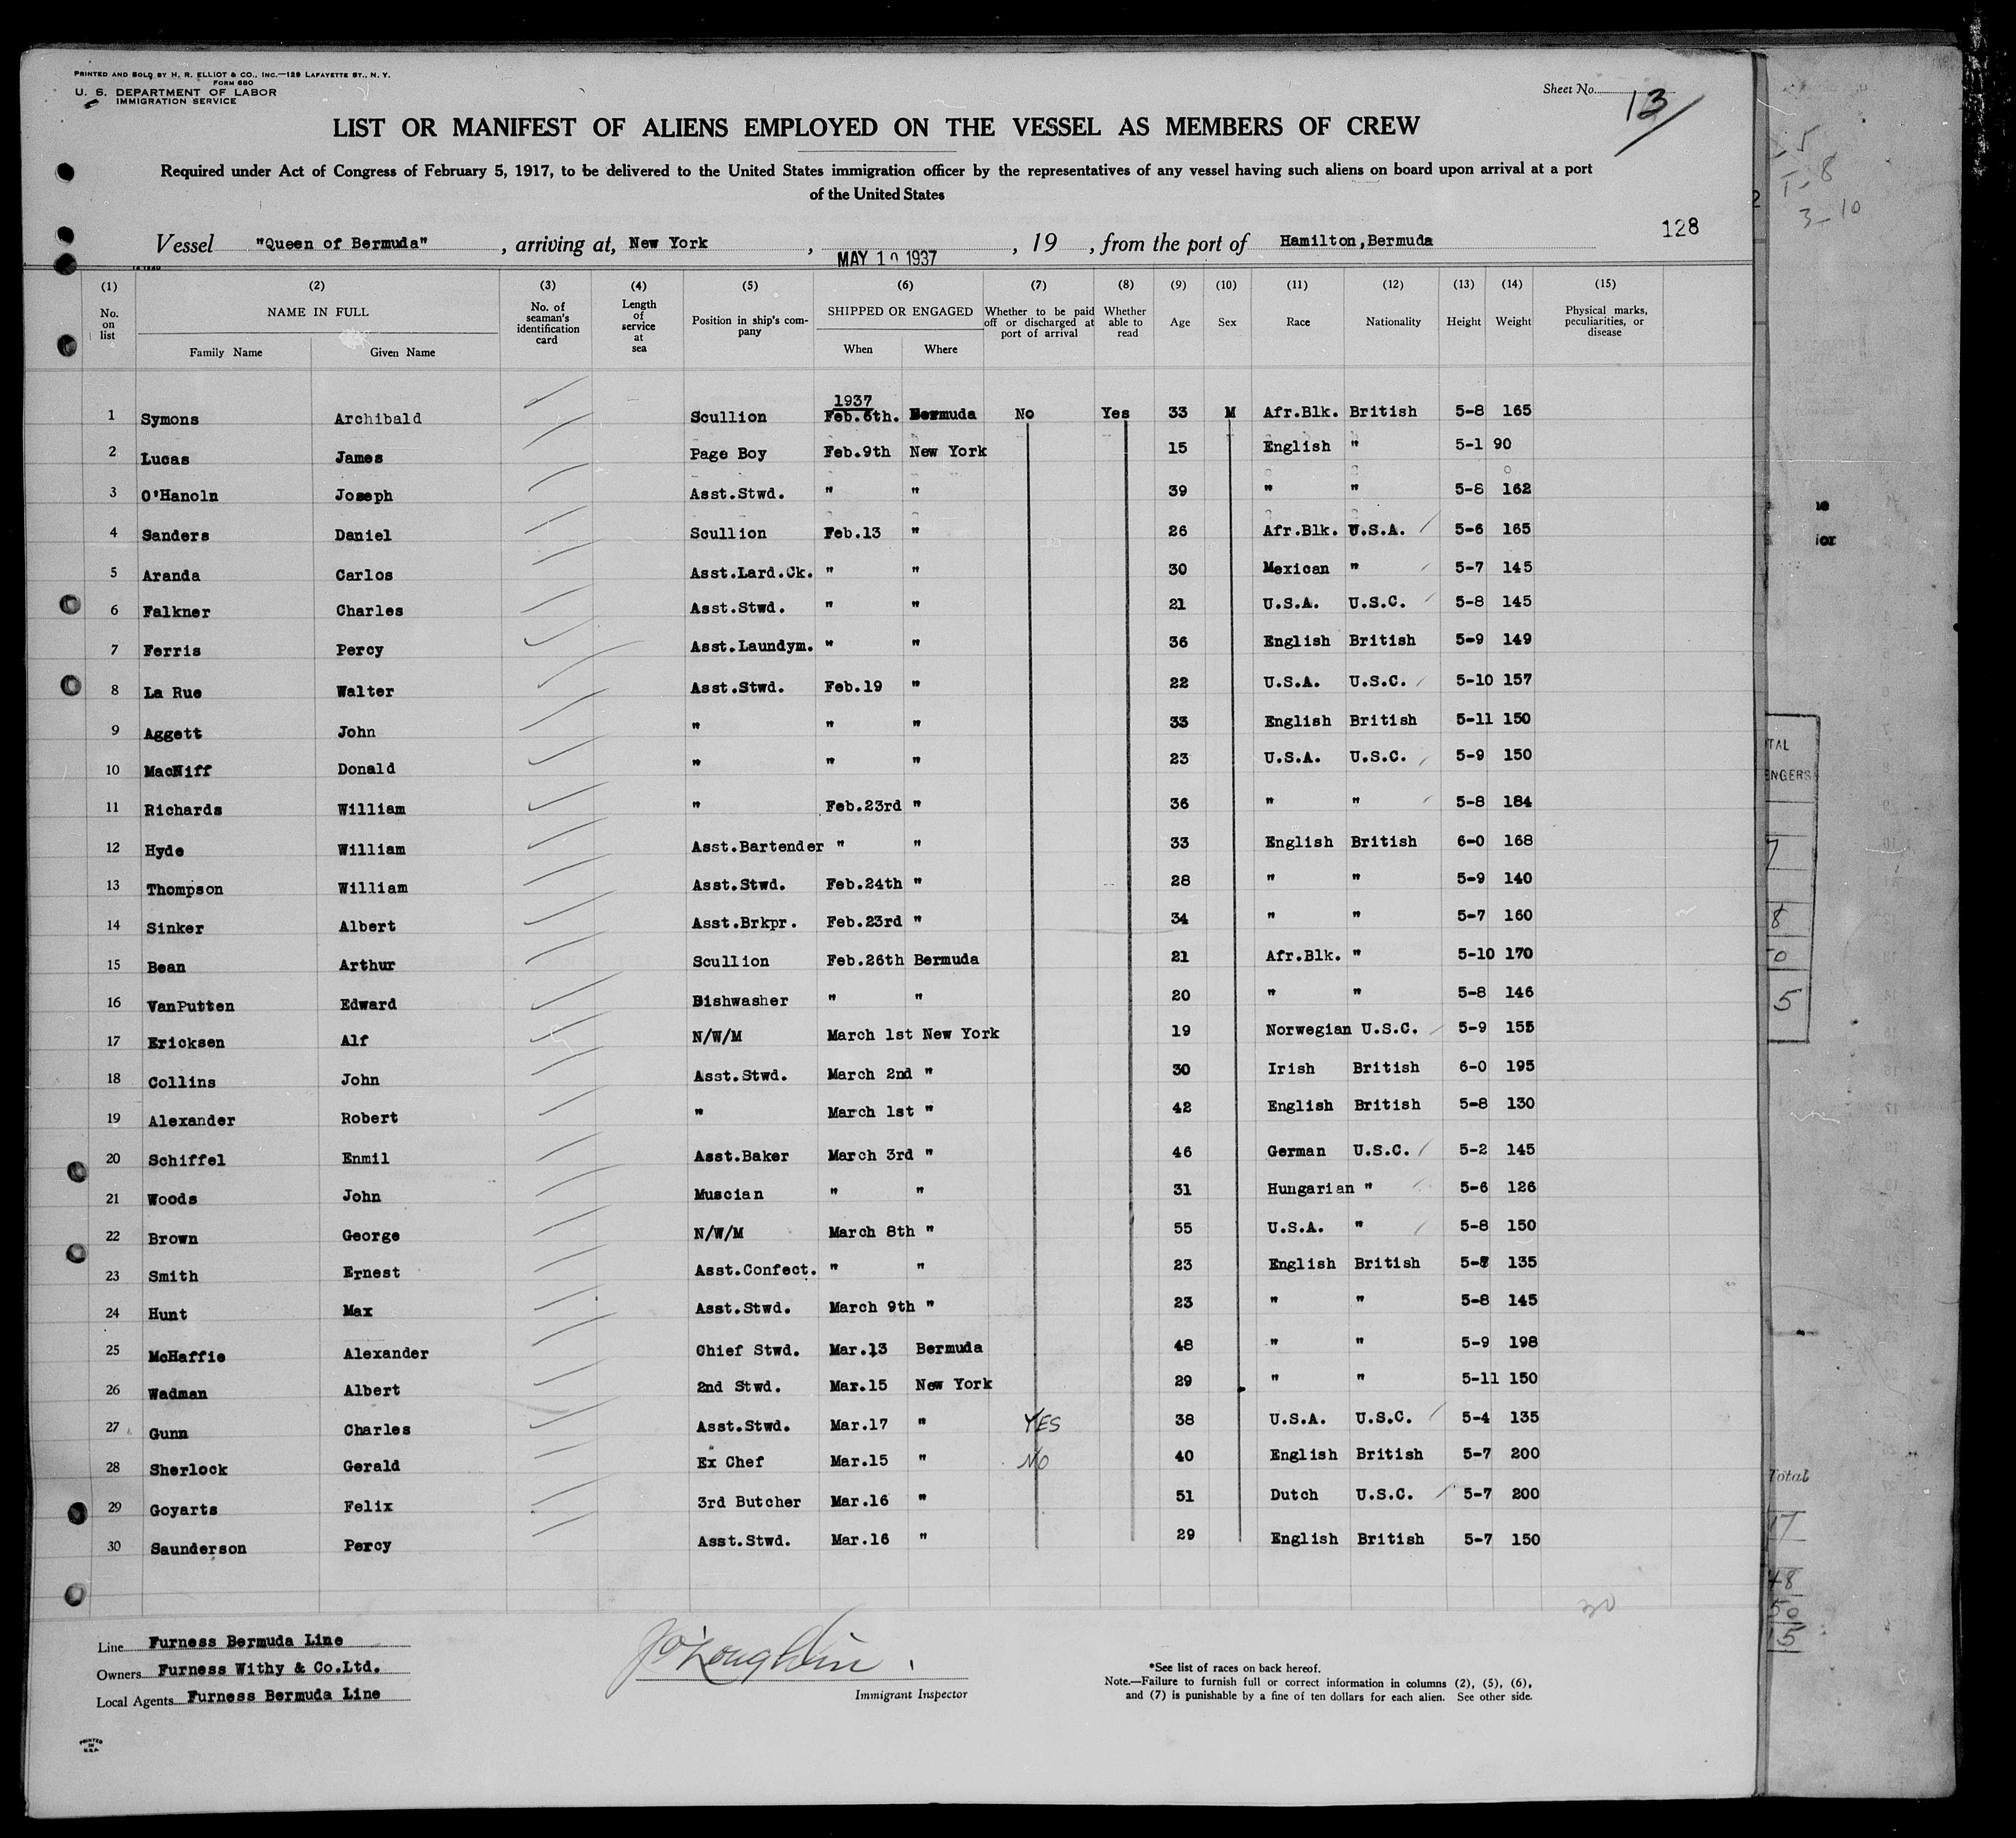 PRINTED AND SOLD BY H. R. ELLIOT & CO., INC.—129 LAFAYETTE ST., N. Y.
FORM 680
U. S. DEPARTMENT OF LABOR
IMMIGRATION SERVICE
Sheet No. 13
LIST OR MANIFEST OF ALIENS EMPLOYED ON THE VESSEL AS MEMBERS OF CREW
Required under Act of Congress of February 5, 1917, to be delivered to the United States immigration officer by the representatives of any vessel having such aliens on board upon arrival at a port
of the United States
Vessel "Queen of Bermuda", arriving at, New York, MAY 10 1937, 19 , from the port of Hamilton, Bermuda 128
(1) (2) (3) (4) (5) (6) (7) (8) (9) (10) (11) (12) (13) (14) (15)
No. on list NAME IN FULL Family Name Given Name No. of seaman's identification card Length of service at sea Position in ship's company SHIPPED OR ENGAGED When Where Whether to be paid off or discharged at port of arrival Whether able to read Age Sex Race Nationality Height Weight Physical marks, peculiarities, or disease
1937
1 Symons Archibald Scullion Feb.6th. Bermuda No Yes 33 M Afr.Blk. British 5-8 165
2 Lucas James Page Boy Feb.9th New York 15 English " 5-1 90
3 O'Hanoln Joseph Asst.Stwd. " " 39 " " 5-8 162
4 Sanders Daniel Scullion Feb.13 " 26 Afr.Blk. U.S.A. 5-6 165
5 Aranda Carlos Asst.Lard.Ck. " " 30 Mexican " 5-7 145
6 Falkner Charles Asst.Stwd. " " 21 U.S.A. U.S.C. 5-8 145
7 Ferris Percy Asst.Laundym. " " 36 English British 5-9 149
8 La Rue Walter Asst.Stwd. Feb.19 " 22 U.S.A. U.S.C. 5-10 157
9 Aggett John " " " 33 English British 5-11 150
10 MacNiff Donald " " " 23 U.S.A. U.S.C. 5-9 150
11 Richards William " Feb.23rd " 36 " " 5-8 184
12 Hyde William Asst.Bartender " " 33 English British 6-0 168
13 Thompson William Asst.Stwd. Feb.24th " 28 " " 5-9 140
14 Sinker Albert Asst.Brkpr. Feb.23rd " 34 " " 5-7 160
15 Bean Arthur Scullion Feb.26th Bermuda 21 Afr.Blk. " 5-10 170
16 VanPutten Edward Bishwasher " " 20 " " 5-8 146
17 Ericksen Alf N/W/M March 1st New York 19 Norwegian U.S.C. 5-9 155
18 Collins John Asst.Stwd. March 2nd " 30 Irish British 6-0 195
19 Alexander Robert " March 1st " 42 English British 5-8 130
20 Schiffel Enmil Asst.Baker March 3rd " 46 German U.S.C. 5-2 145
21 Woods John Muscian " " 31 Hungarian " 5-6 126
22 Brown George N/W/M March 8th " 55 U.S.A. " 5-8 150
23 Smith Ernest Asst.Confect. " " 23 English British 135
24 Hunt Max Asst.Stwd. March 9th " 23 " " 5-8 145
25 McHaffie Alexander Chief Stwd. Mar.13 Bermuda 48 " " 5-9 198
26 Wadman Albert 2nd Stwd. Mar.15 New York 29 " " 5-11 150
27 Gunn Charles Asst.Stwd. Mar.17 " YES 38 U.S.A. U.S.C. 5-4 135
28 Sherlock Gerald Ex Chef Mar.15 " NO 40 English British 5-7 200
29 Goyarts Felix 3rd Butcher Mar.16 " 51 Dutch U.S.C. 5-7 200
30 Saunderson Percy Asst.Stwd. Mar.16 " 29 English British 5-7 150
30
Line Furness Bermuda Line
Owners Furness Withy & Co.Ltd.
Local Agents Furness Bermuda Line
Immigrant Inspector
*See list of races on back hereof.
Note.—Failure to furnish full or correct information in columns (2), (5), (6),
and (7) is punishable by a fine of ten dollars for each alien. See other side.
PRINTED IN U.S.A.
Total